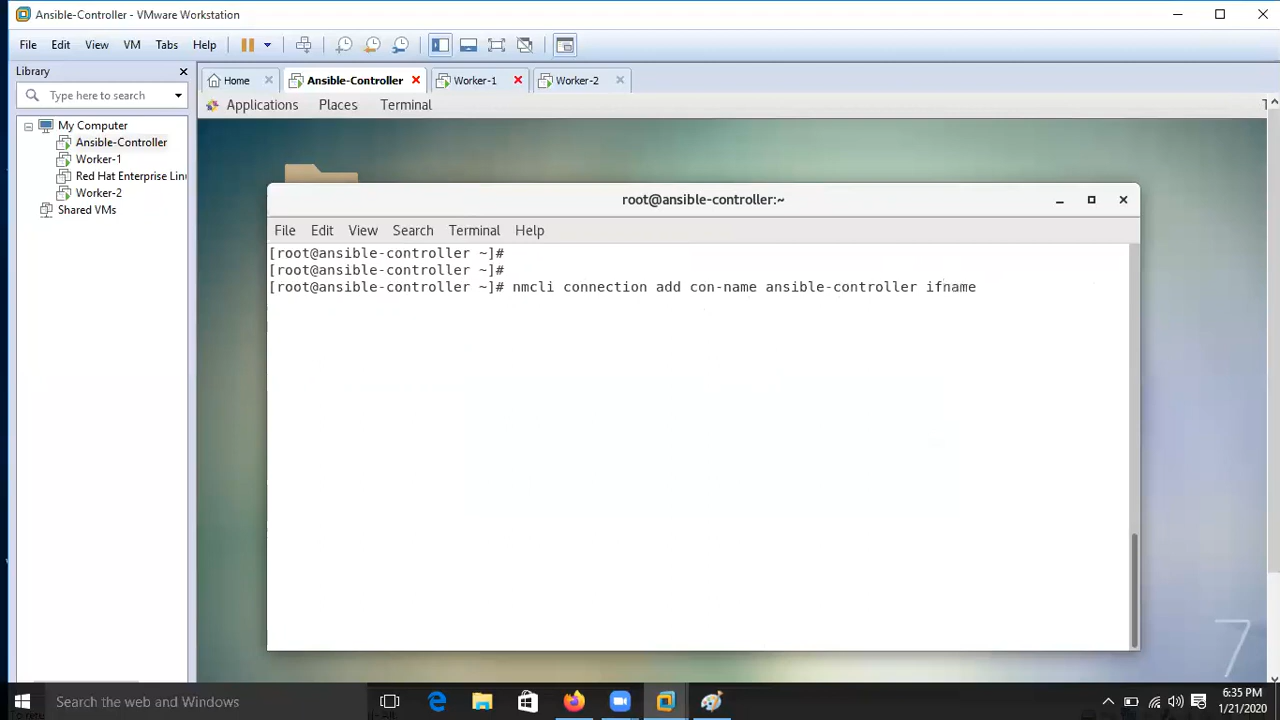 Ansible-Controller - VMware Workstation
File Edit View VM Tabs Help
Library
Type here to search
My Computer
Ansible-Controller
Worker-1
Red Hat Enterprise Linu
Worker-2
Shared VMs
Home Ansible-Controller Worker-1 Worker-2
Applications Places Terminal
root@ansible-controller:~
File Edit View Search Terminal Help
[root@ansible-controller ~]#
[root@ansible-controller ~]#
[root@ansible-controller ~]# nmcli connection add con-name ansible-controller ifname
7
Search the web and Windows
6:35 PM
1/21/2020